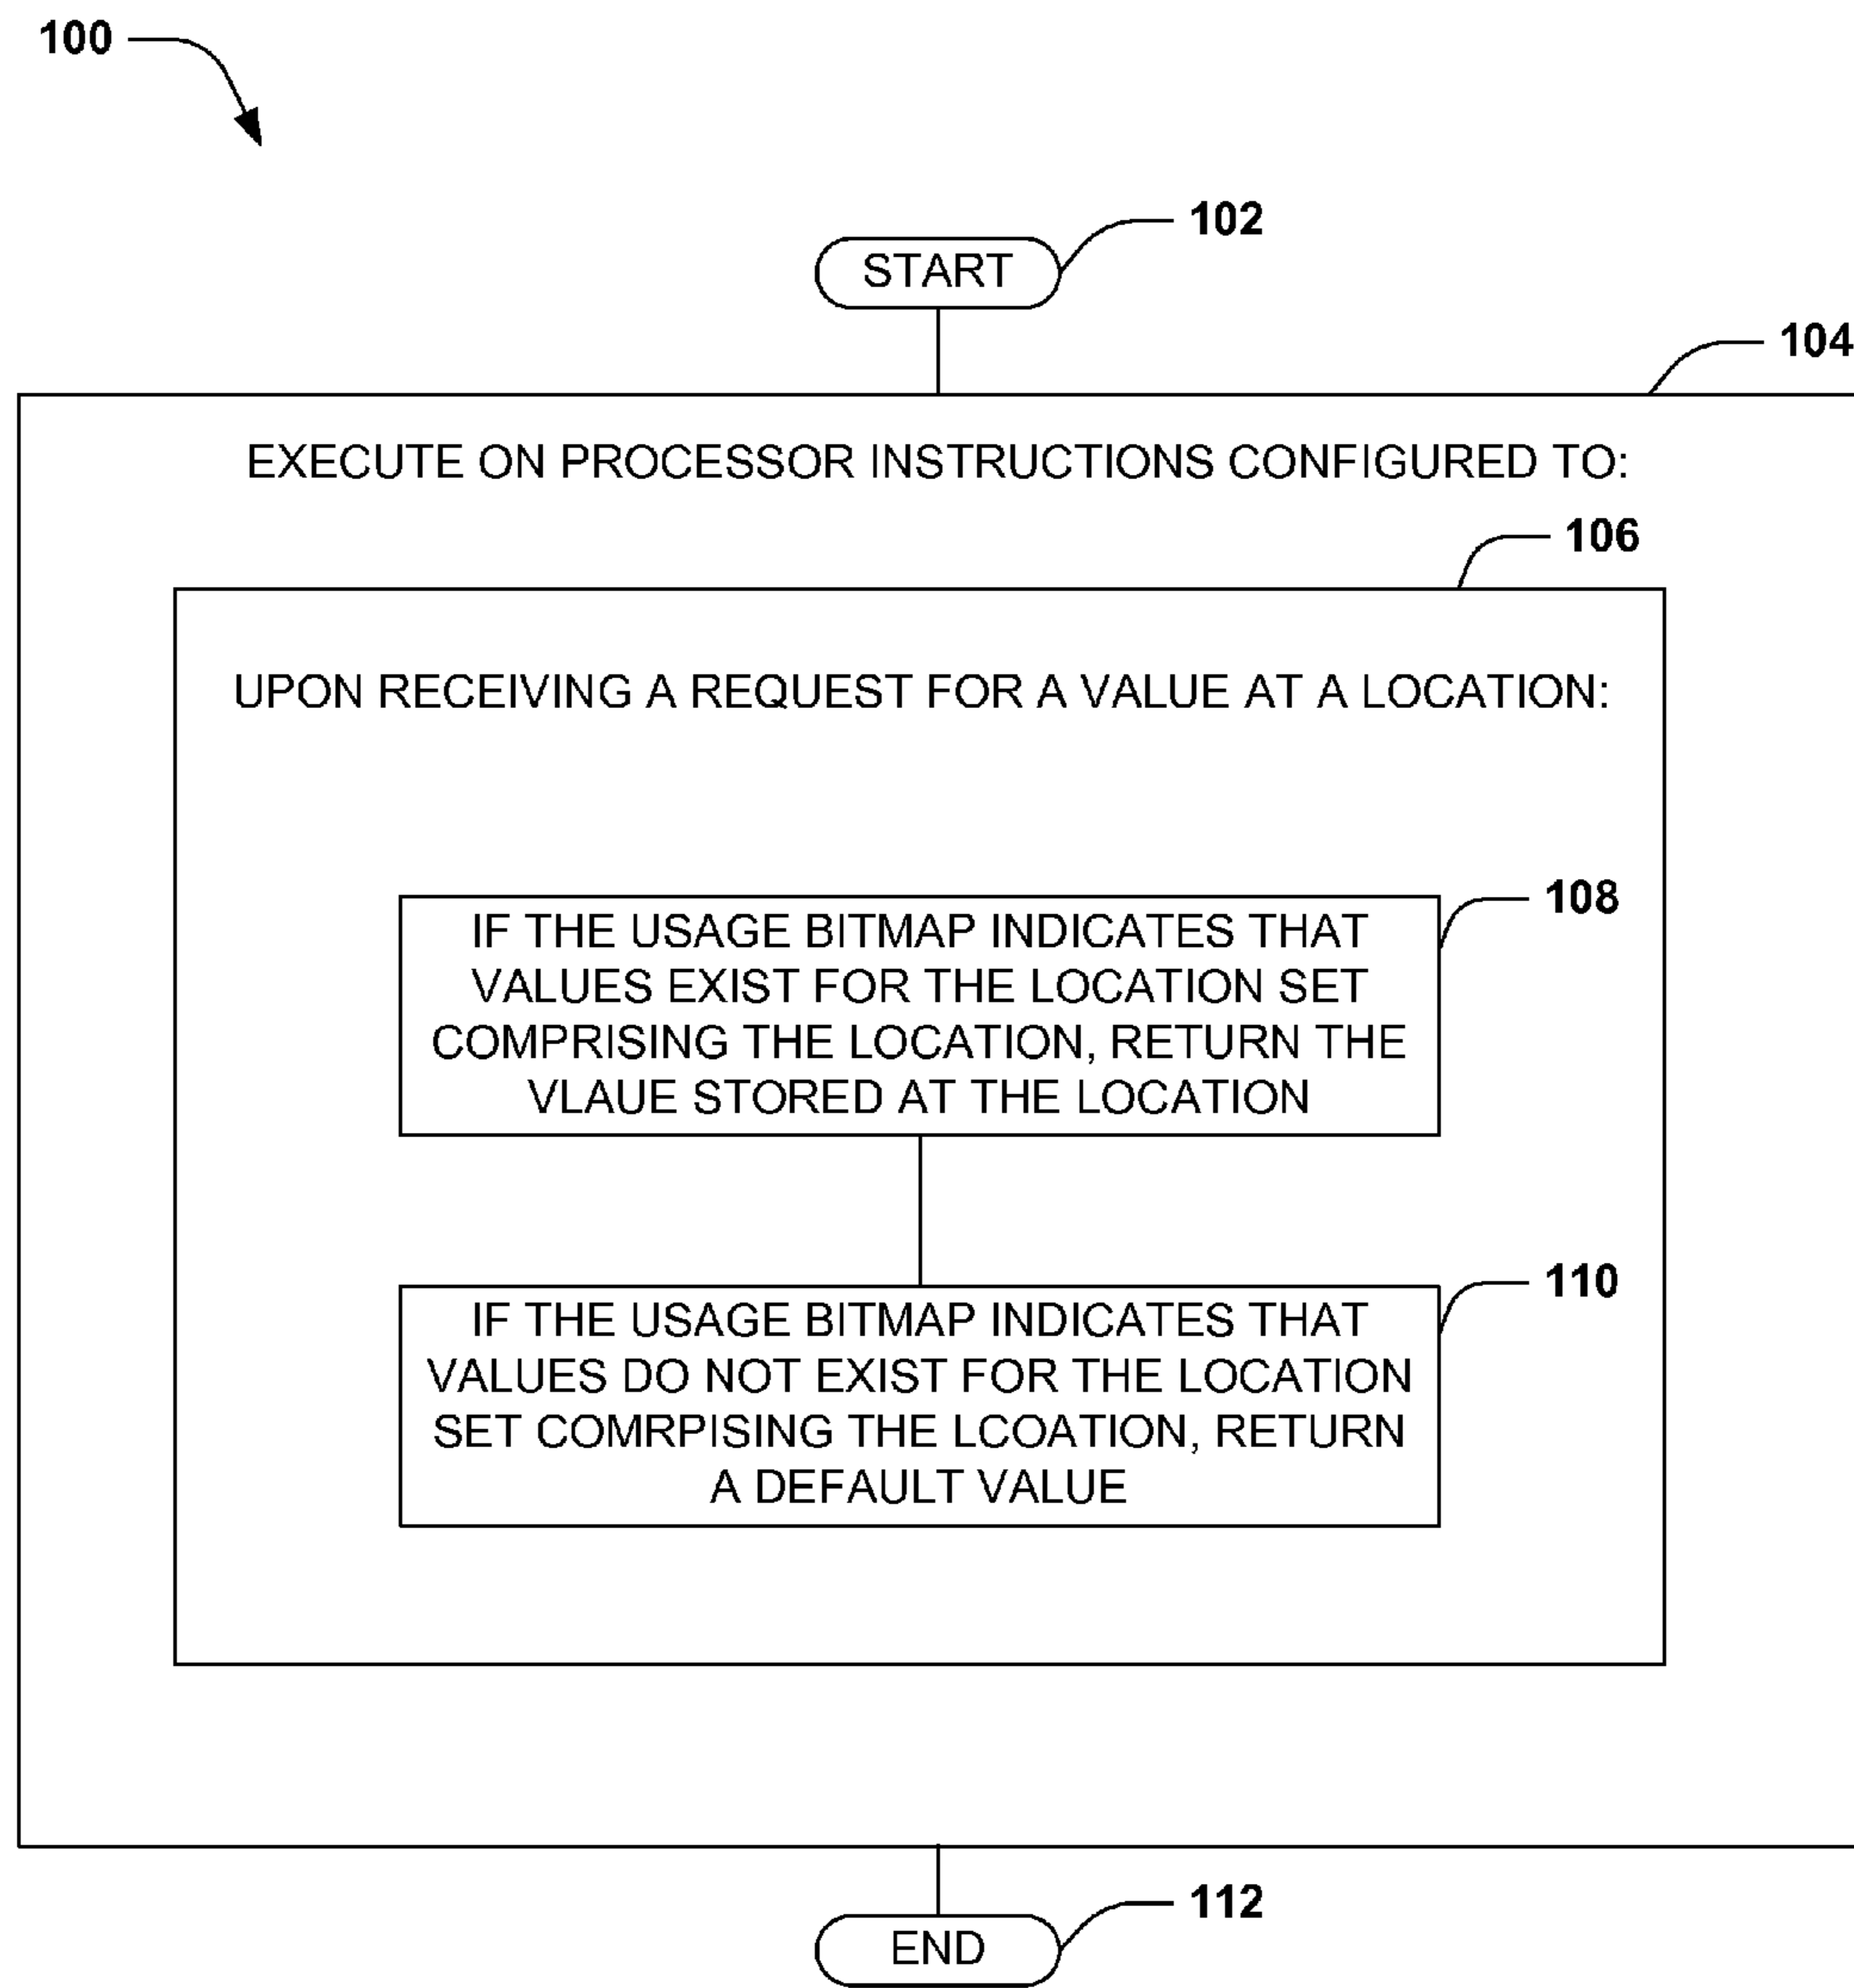 100
102
START
104
EXECUTE ON PROCESSOR INSTRUCTIONS CONFIGURED TO:
106
UPON RECEIVING A REQUEST FOR A VALUE AT A LOCATION:
108
IF THE USAGE BITMAP INDICATES THAT
VALUES EXIST FOR THE LOCATION SET
COMPRISING THE LOCATION, RETURN THE
VLAUE STORED AT THE LOCATION
110
IF THE USAGE BITMAP INDICATES THAT
VALUES DO NOT EXIST FOR THE LOCATION
SET COMRPISING THE LCOATION, RETURN
A DEFAULT VALUE
112
END